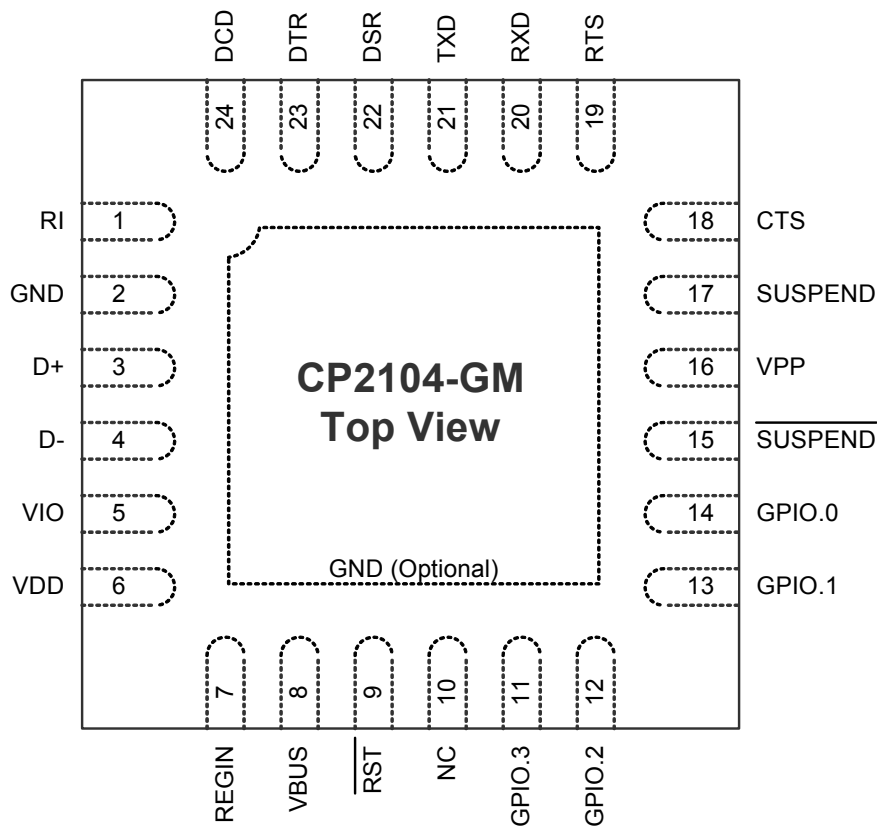 DCD
DTR
DSR
TXD
RXD
RTS
24
23
22
21
20
19
RI 1
GND 2
D+ 3
D- 4
VIO 5
VDD 6
CP2104-GM
Top View
GND (Optional)
18 CTS
17 SUSPEND
16 VPP
15 S̅U̅S̅P̅E̅N̅D̅
14 GPIO.0
13 GPIO.1
7
8
9
10
11
12
REGIN
VBUS
R̅S̅T̅
NC
GPIO.3
GPIO.2